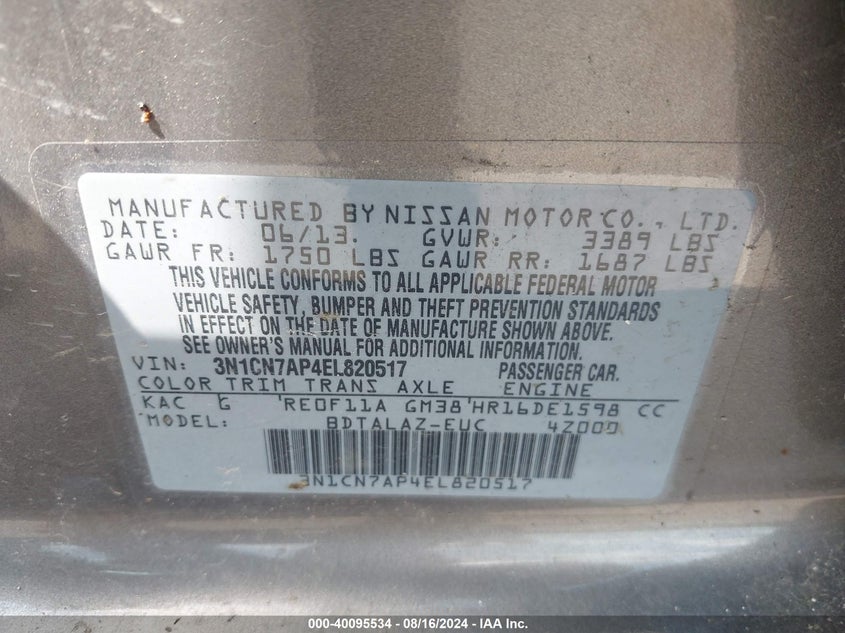 MANUFACTURED BY NISSAN MOTOR CO., LTD.
DATE: 06/13. GVWR: 3389 LBS
GAWR FR: 1750 LBS GAWR RR: 1687 LBS
THIS VEHICLE CONFORMS TO ALL APPLICABLE FEDERAL MOTOR
VEHICLE SAFETY, BUMPER AND THEFT PREVENTION STANDARDS
IN EFFECT ON THE DATE OF MANUFACTURE SHOWN ABOVE.
SEE OWNER'S MANUAL FOR ADDITIONAL INFORMATION
VIN: 3N1CN7AP4EL820517 PASSENGER CAR.
COLOR TRIM TRANS AXLE ENGINE
KAC G 'RE0F11A GM38'HR16DE1598 CC
MODEL: BDTALAZ-EUC 4Z000
3N1CN7AP4EL820517
000-40095534 - 08/16/2024 - IAA Inc.